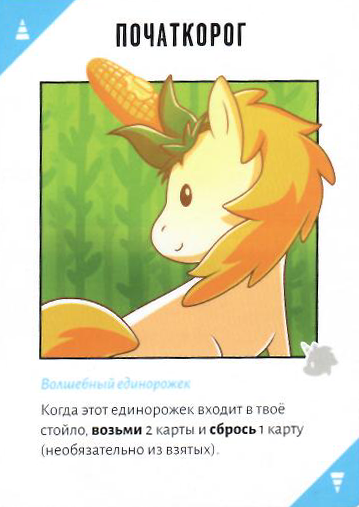 ПОЧАТКОРОГ
Волшебный единорожек
Когда этот единорожек входит в твоё
стойло, возьми 2 карты и сбрось 1 карту
(необязательно из взятых).